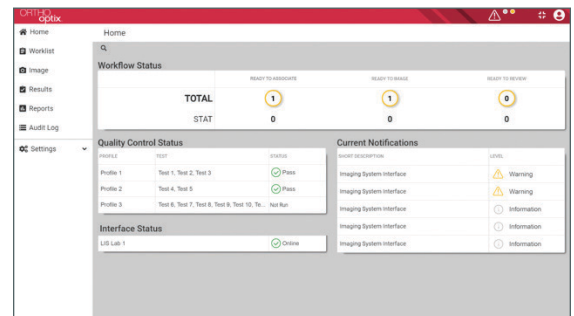 ORTHO
optix
Home
Home
Worklist
Image
Results
Reports
Audit Log
Settings
Workflow Status
READY TO ASSOCIATE READY TO IMAGE READY TO REVIEW
TOTAL 1 1 0
STAT 0 0 0
Quality Control Status
PROFILE TEST STATUS
Profile 1 Test 1, Test 2, Test 3 Pass
Profile 2 Test 4, Test 5 Pass
Profile 3 Test 6, Test 7, Test 8, Test 9, Test 10, Te... Not Run
Interface Status
LIS Lab 1 Online
Current Notifications
SHORT DESCRIPTION LEVEL
Imaging System Interface Warning
Imaging System Interface Warning
Imaging System Interface Information
Imaging System Interface Information
Imaging System Interface Information